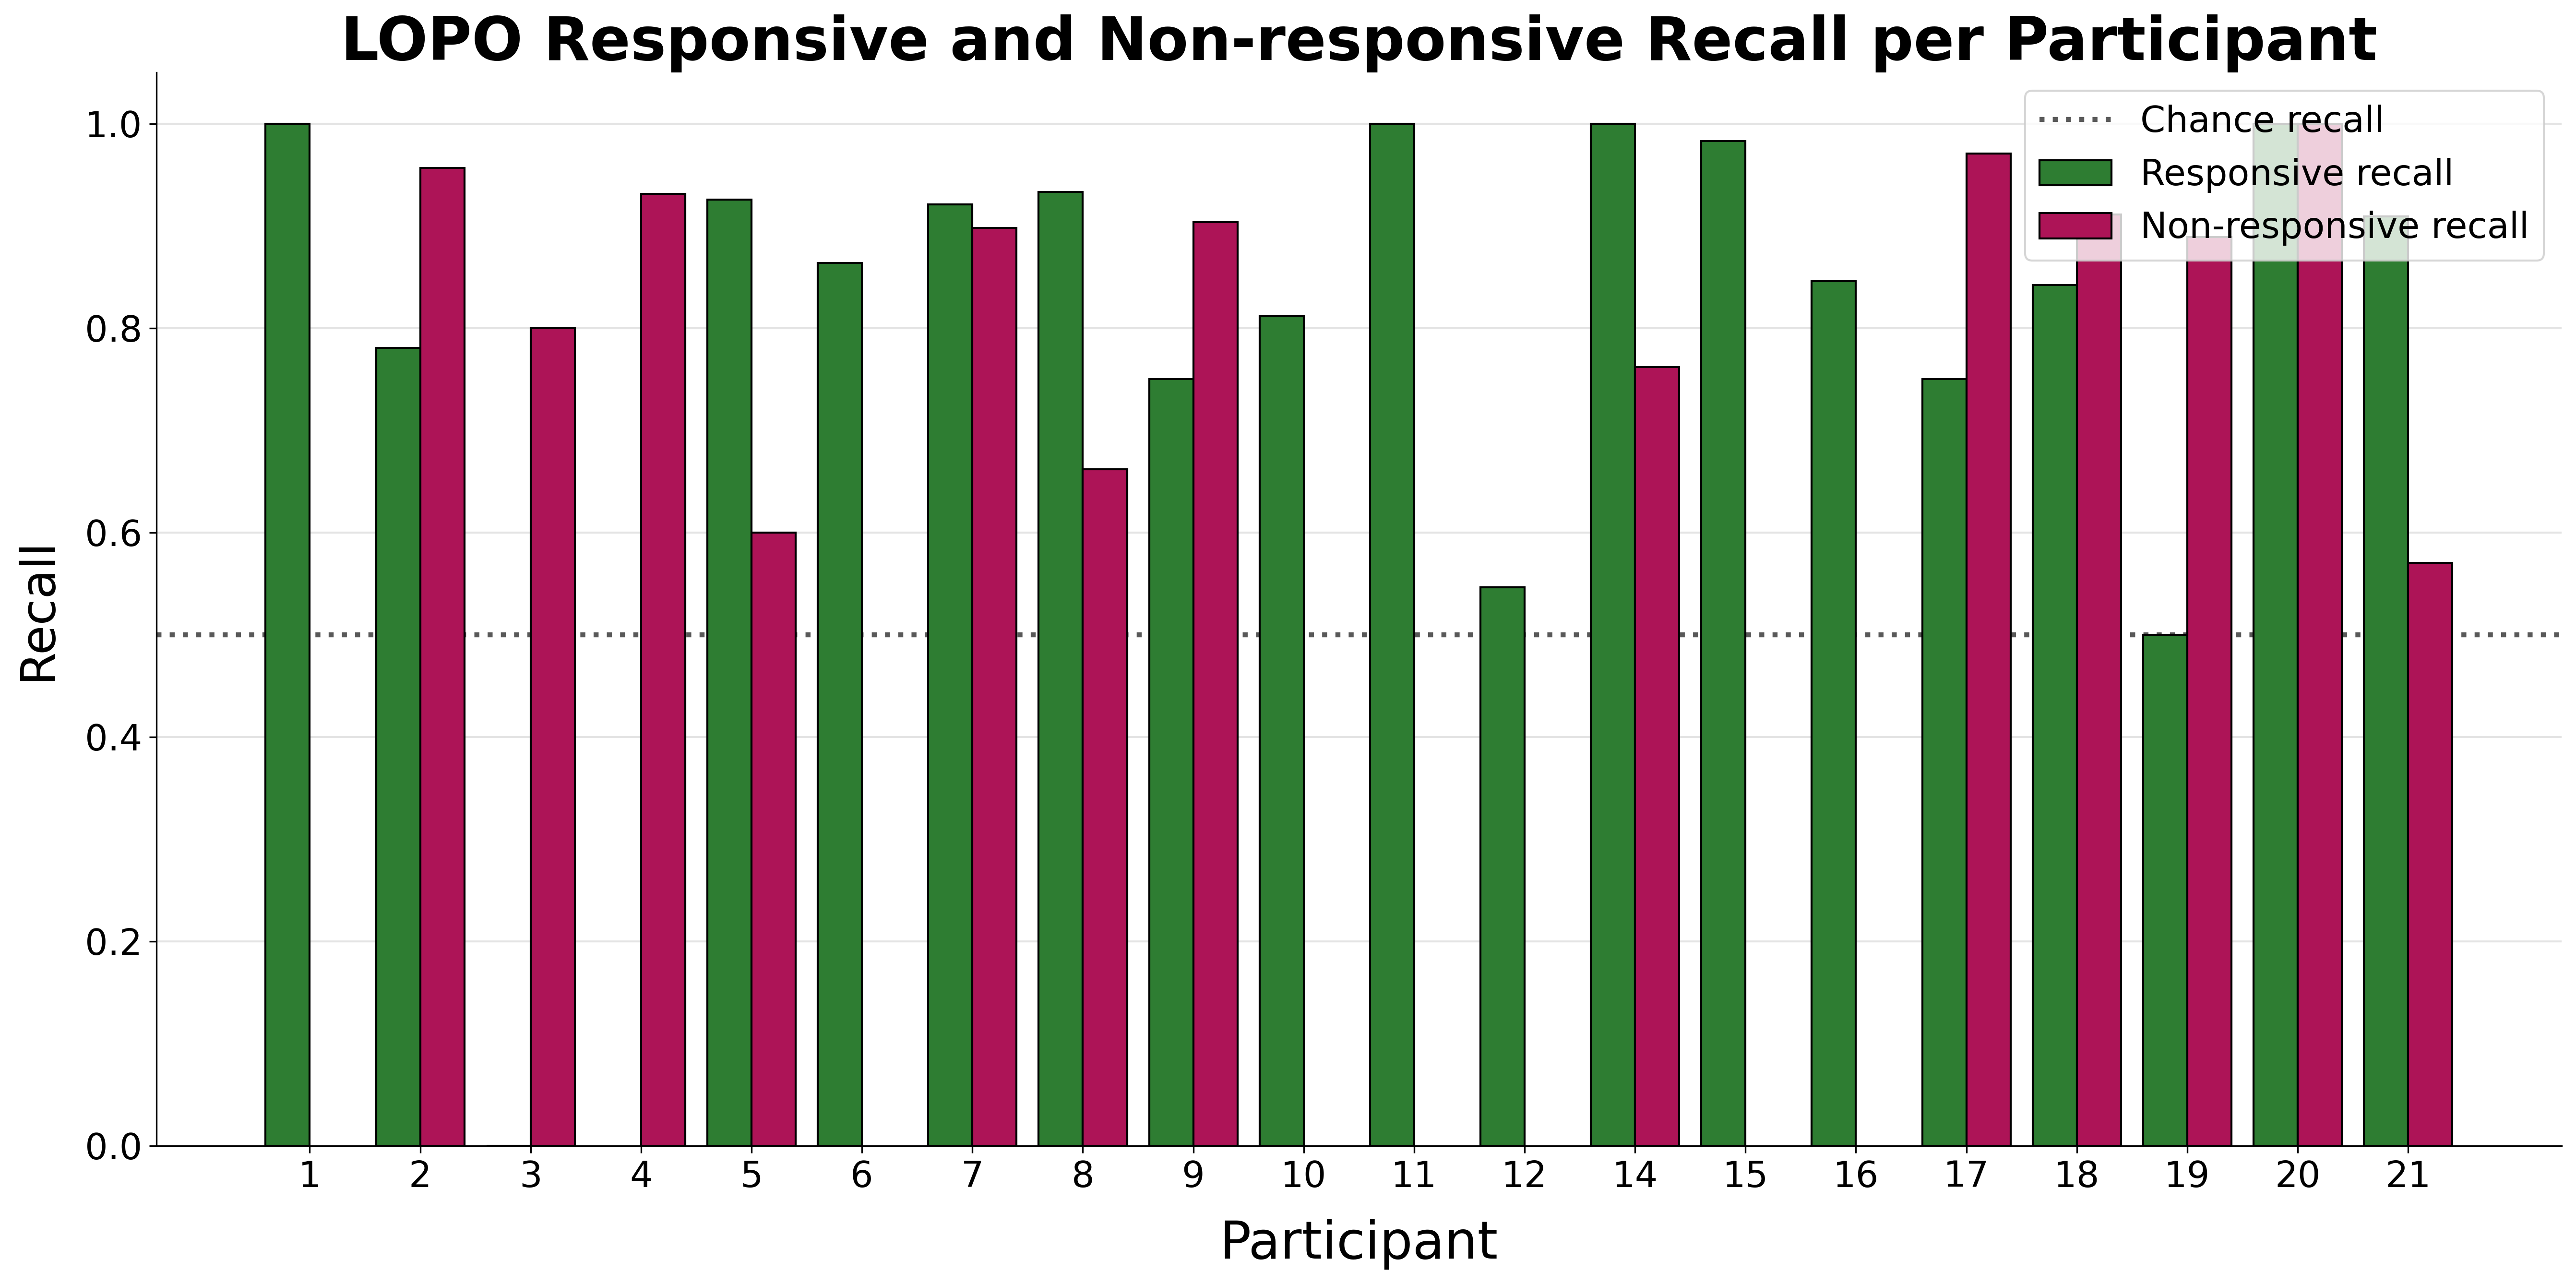 LOPO Responsive and Non-responsive Recall per Participant
Chance recall
Responsive recall
Non-responsive recall
Recall
1.0
0.8
0.6
0.4
0.2
0.0
1 2 3 4 5 6 7 8 9 10 11 12 14 15 16 17 18 19 20 21
Participant